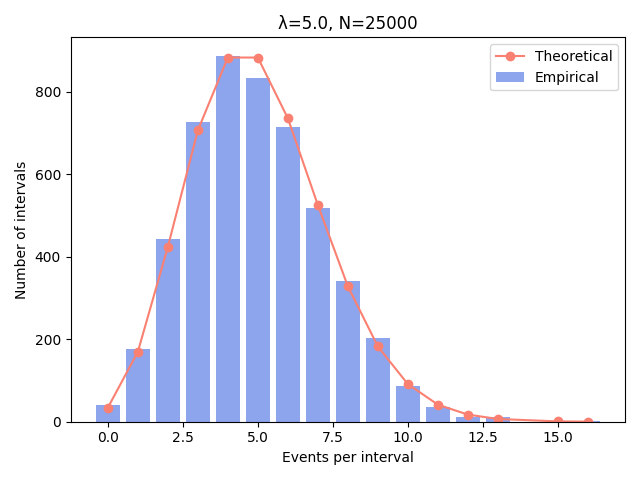 λ=5.0, N=25000
Theoretical
Empirical
Number of intervals
800
600
400
200
0
0.0 2.5 5.0 7.5 10.0 12.5 15.0
Events per interval